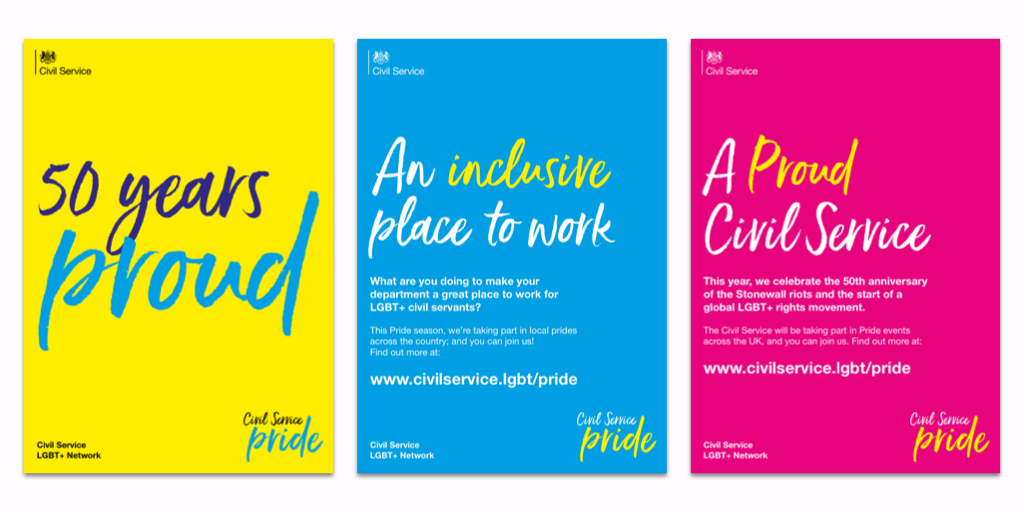 Civil Service
50 years
proud
Civil Service
LGBT+ Network
Civil Service
pride
Civil Service
An inclusive
place to work
What are you doing to make your
department a great place to work for
LGBT+ civil servants?
This Pride season, we're taking part in local prides
across the country; and you can join us!
Find out more at:
www.civilservice.lgbt/pride
Civil Service
LGBT+ Network
Civil Service
pride
Civil Service
A Proud
Civil Service
This year, we celebrate the 50th anniversary
of the Stonewall riots and the start of a
global LGBT+ rights movement.
The Civil Service will be taking part in Pride events
across the UK, and you can join us. Find out more at:
www.civilservice.lgbt/pride
Civil Service
LGBT+ Network
Civil Service
pride